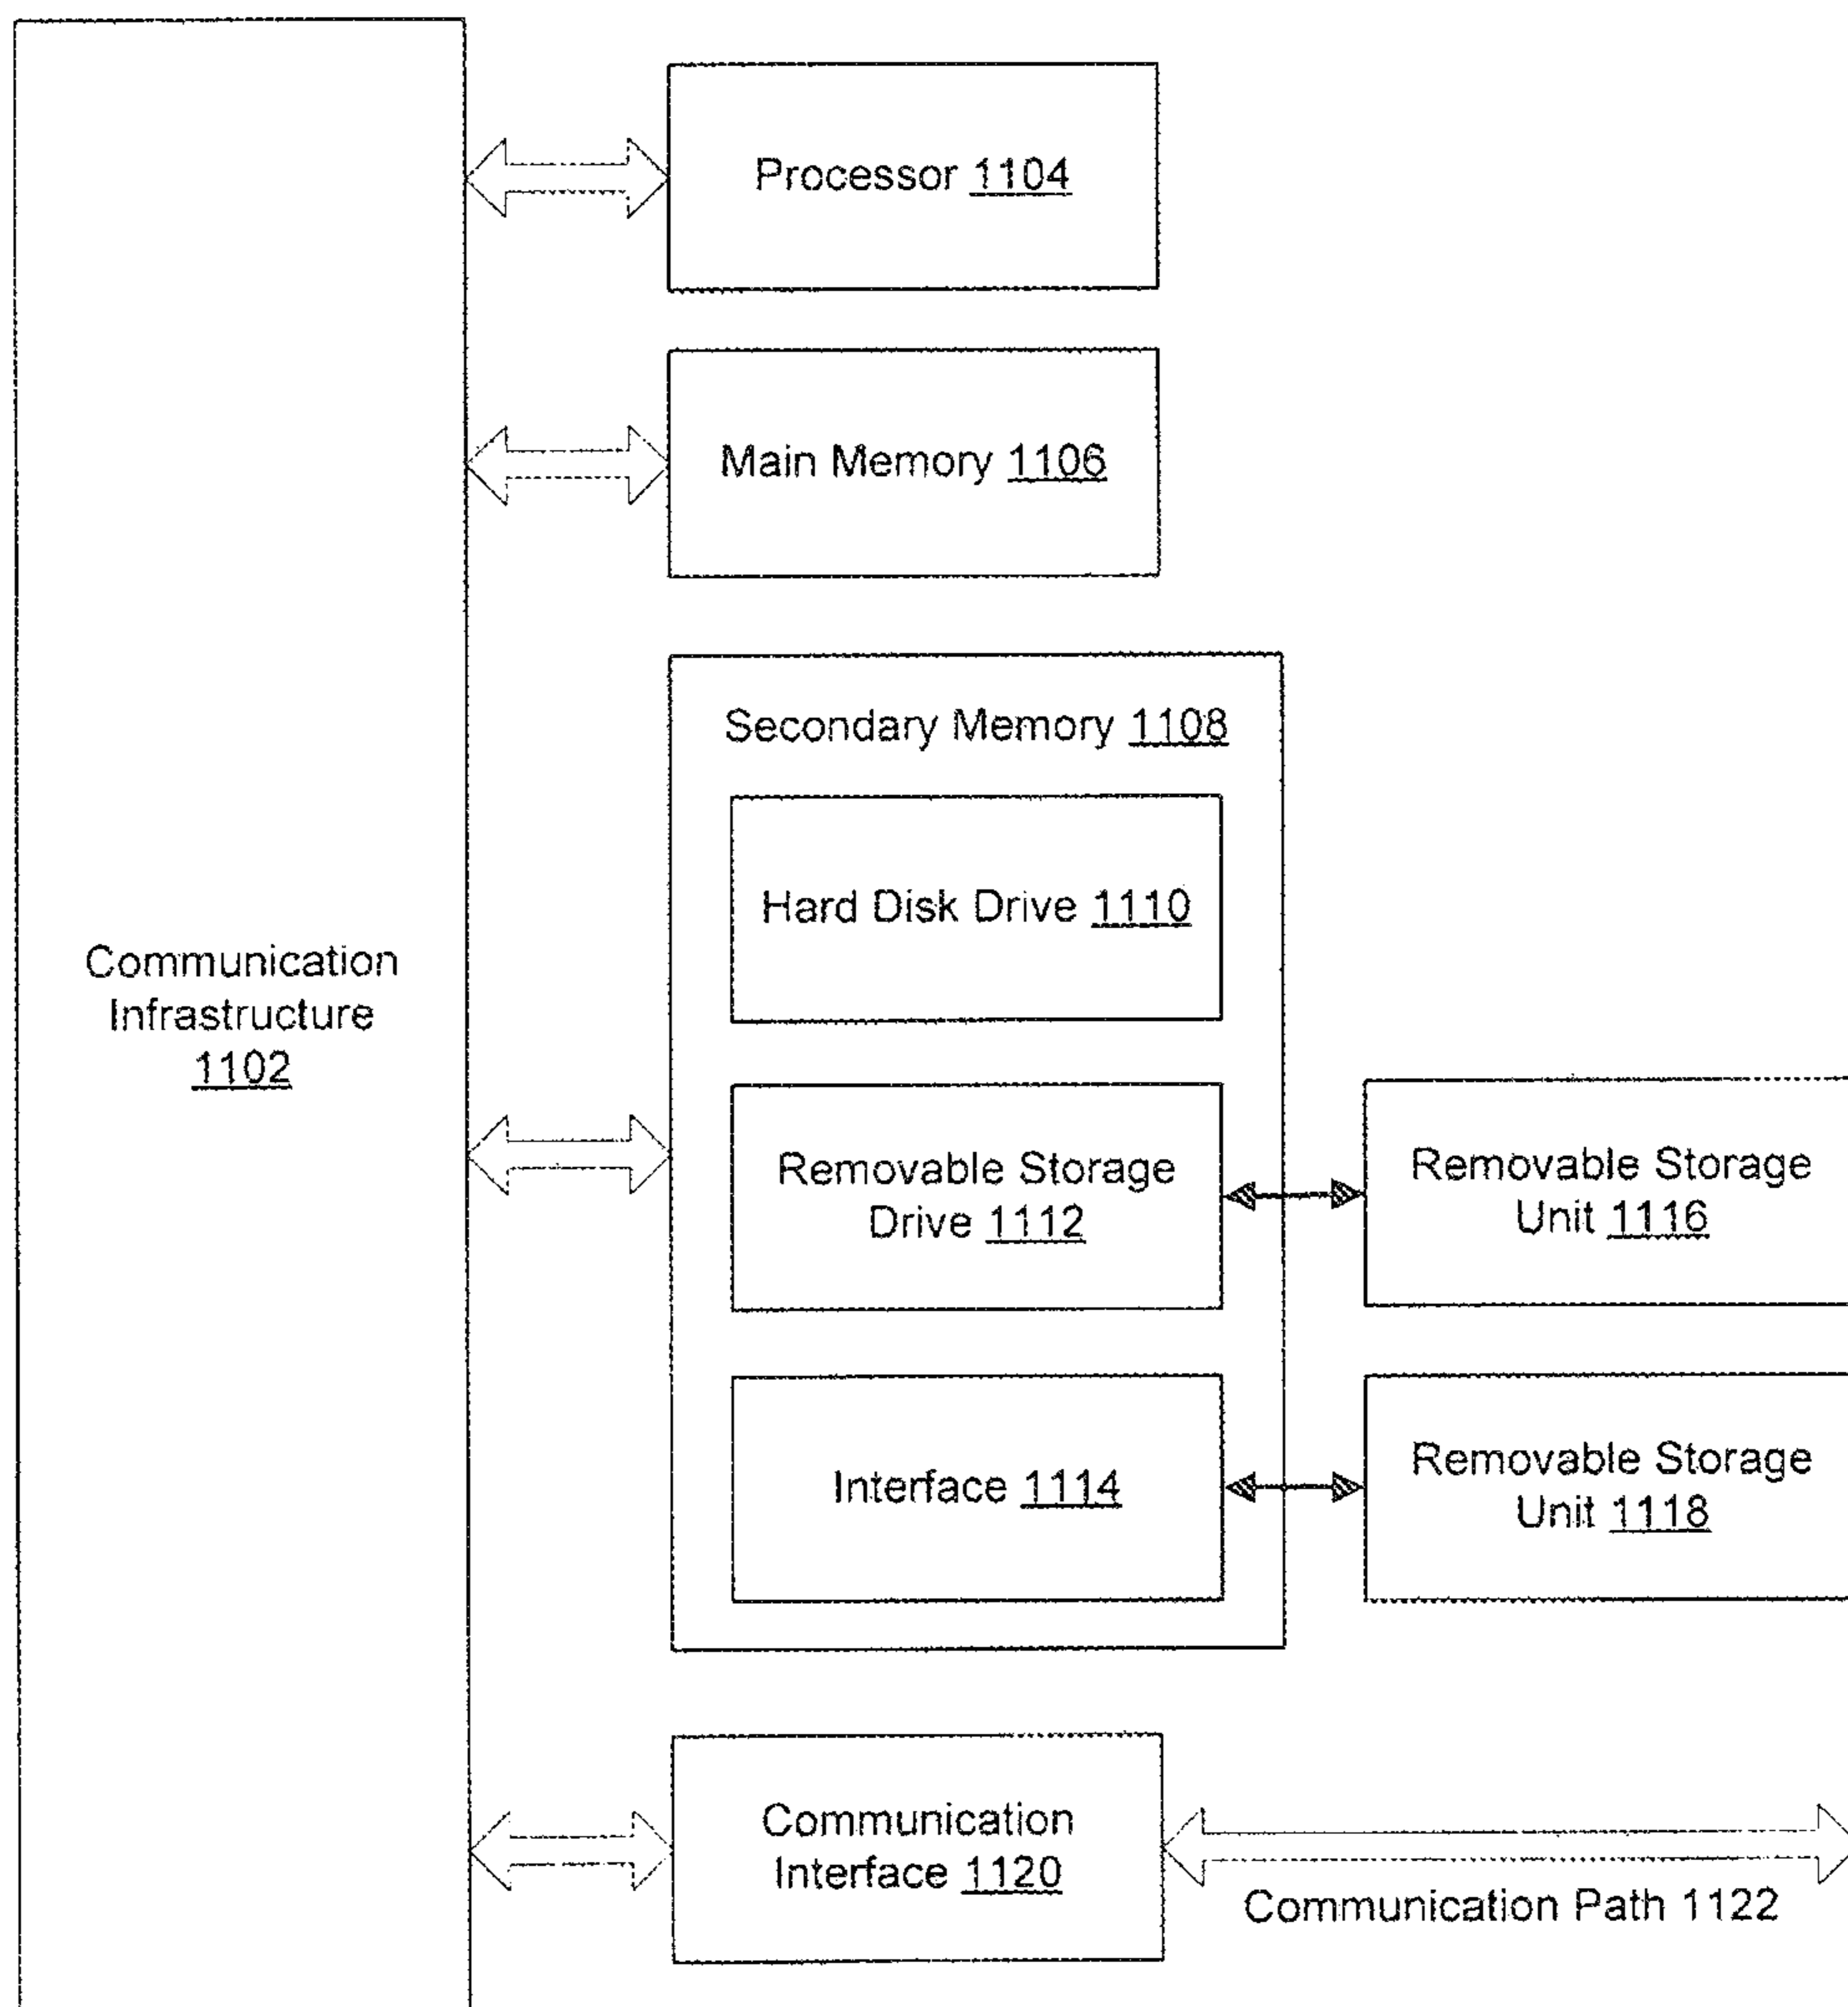 Processor 1104
Main Memory 1106
Secondary Memory 1108
Hard Disk Drive 1110
Communication
Infrastructure
1102
Removable Storage
Drive 1112
Removable Storage
Unit 1116
Interface 1114
Removable Storage
Unit 1118
Communication
Interface 1120
Communication Path 1122